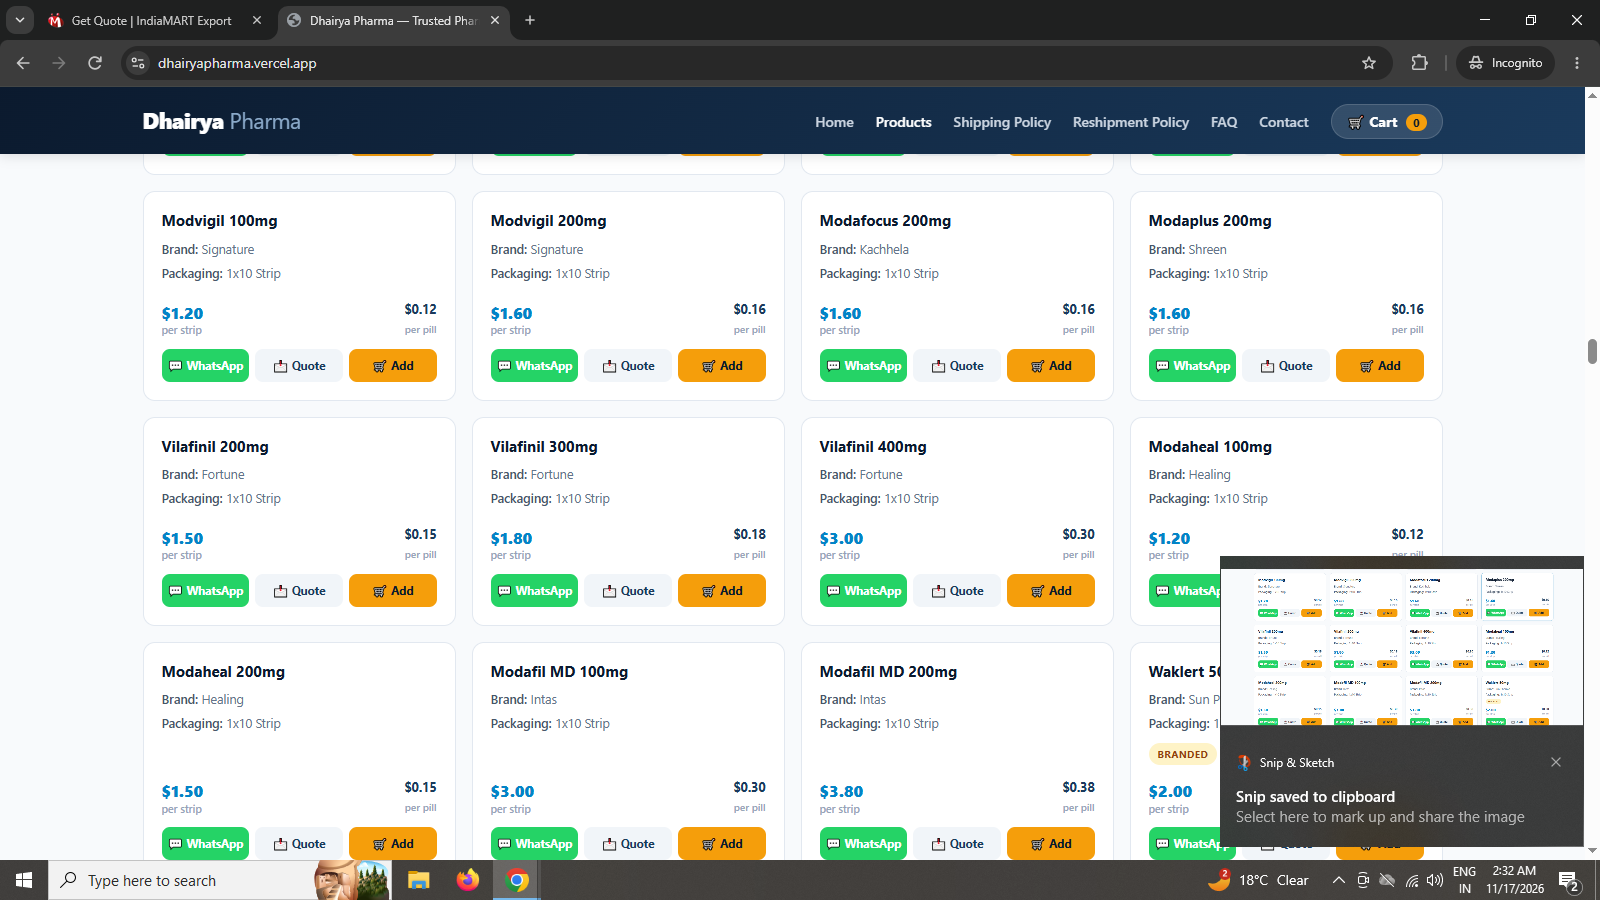 Get Quote | IndiaMART Export
Dhairya Pharma — Trusted Phar
dhairyapharma.vercel.app
Incognito
Dhairya Pharma
Home
Products
Shipping Policy
Reshipment Policy
FAQ
Contact
Cart 0
Modvigil 100mg
Brand: Signature
Packaging: 1x10 Strip
$1.20
per strip
$0.12
per pill
WhatsApp
Quote
Add
Modvigil 200mg
Brand: Signature
Packaging: 1x10 Strip
$1.60
per strip
$0.16
per pill
WhatsApp
Quote
Add
Modafocus 200mg
Brand: Kachhela
Packaging: 1x10 Strip
$1.60
per strip
$0.16
per pill
WhatsApp
Quote
Add
Modaplus 200mg
Brand: Shreen
Packaging: 1x10 Strip
$1.60
per strip
$0.16
per pill
WhatsApp
Quote
Add
Vilafinil 200mg
Brand: Fortune
Packaging: 1x10 Strip
$1.50
per strip
$0.15
per pill
WhatsApp
Quote
Add
Vilafinil 300mg
Brand: Fortune
Packaging: 1x10 Strip
$1.80
per strip
$0.18
per pill
WhatsApp
Quote
Add
Vilafinil 400mg
Brand: Fortune
Packaging: 1x10 Strip
$3.00
per strip
$0.30
per pill
WhatsApp
Quote
Add
Modaheal 100mg
Brand: Healing
Packaging: 1x10 Strip
$1.20
per strip
$0.12
per pill
WhatsApp
Modaheal 200mg
Brand: Healing
Packaging: 1x10 Strip
$1.50
per strip
$0.15
per pill
WhatsApp
Quote
Add
Modafil MD 100mg
Brand: Intas
Packaging: 1x10 Strip
$3.00
per strip
$0.30
per pill
WhatsApp
Quote
Add
Modafil MD 200mg
Brand: Intas
Packaging: 1x10 Strip
$3.80
per strip
$0.38
per pill
WhatsApp
Quote
Add
Waklert 50
Brand: Sun P
Packaging: 1
BRANDED
$2.00
per strip
WhatsApp
Snip & Sketch
Snip saved to clipboard
Select here to mark up and share the image
Type here to search
2
18°C Clear
ENG
IN
2:32 AM
11/17/2026
2